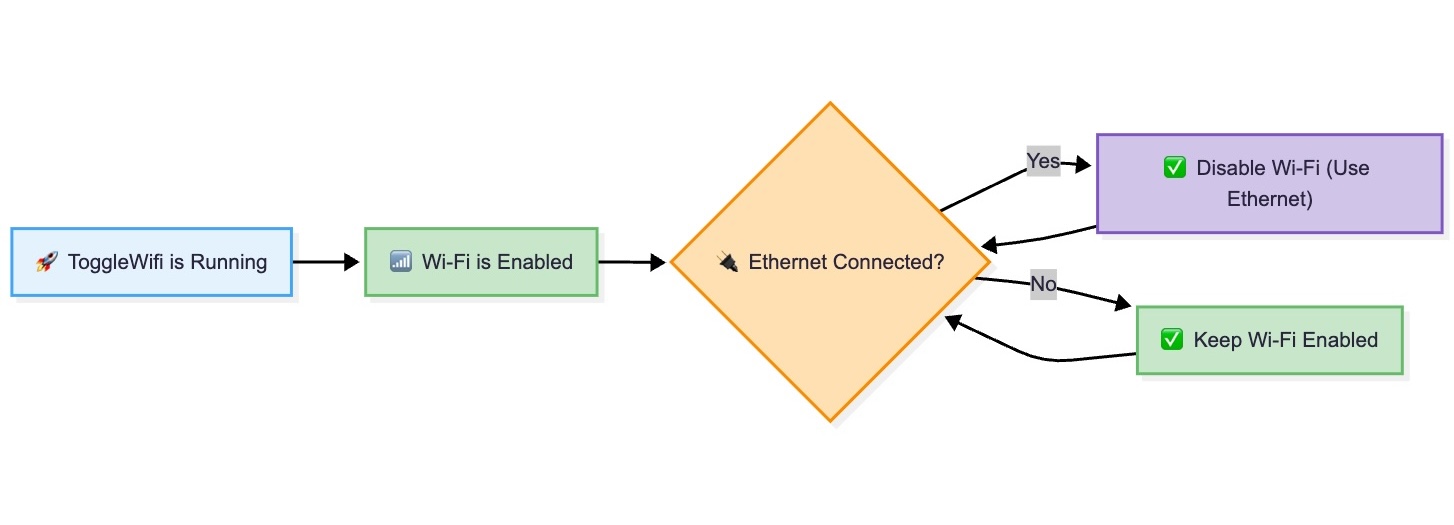 🚀 ToggleWifi is Running
📶 Wi-Fi is Enabled
🔌 Ethernet Connected?
Yes
✅ Disable Wi-Fi (Use
Ethernet)
No
✅ Keep Wi-Fi Enabled